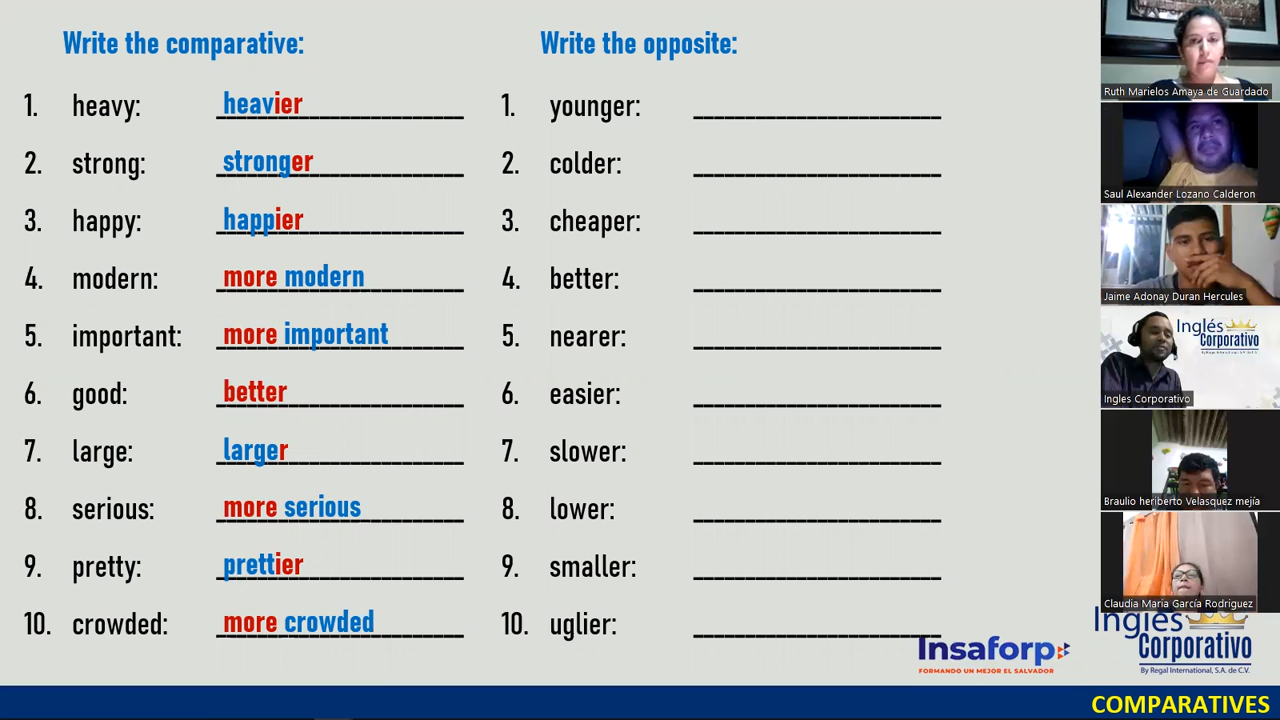 Write the comparative:
1. heavy: heavier
2. strong: stronger
3. happy: happier
4. modern: more modern
5. important: more important
6. good: better
7. large: larger
8. serious: more serious
9. pretty: prettier
10. crowded: more crowded
Write the opposite:
1. younger:
2. colder:
3. cheaper:
4. better:
5. nearer:
6. easier:
7. slower:
8. lower:
9. smaller:
10. uglier:
Insaforp
FORMANDO UN MEJOR EL SALVADOR
Inglés
Corporativo
By Regal International, S.A. de C.V.
COMPARATIVES
Ruth Marielos Amaya de Guardado
Saul Alexander Lozano Calderon
Jaime Adonay Duran Hercules
Inglés
Corporativo
By Regal International, S.A. de C.V.
Ingles Corporativo
Braulio heriberto Velasquez mejía
Claudia Maria García Rodriguez